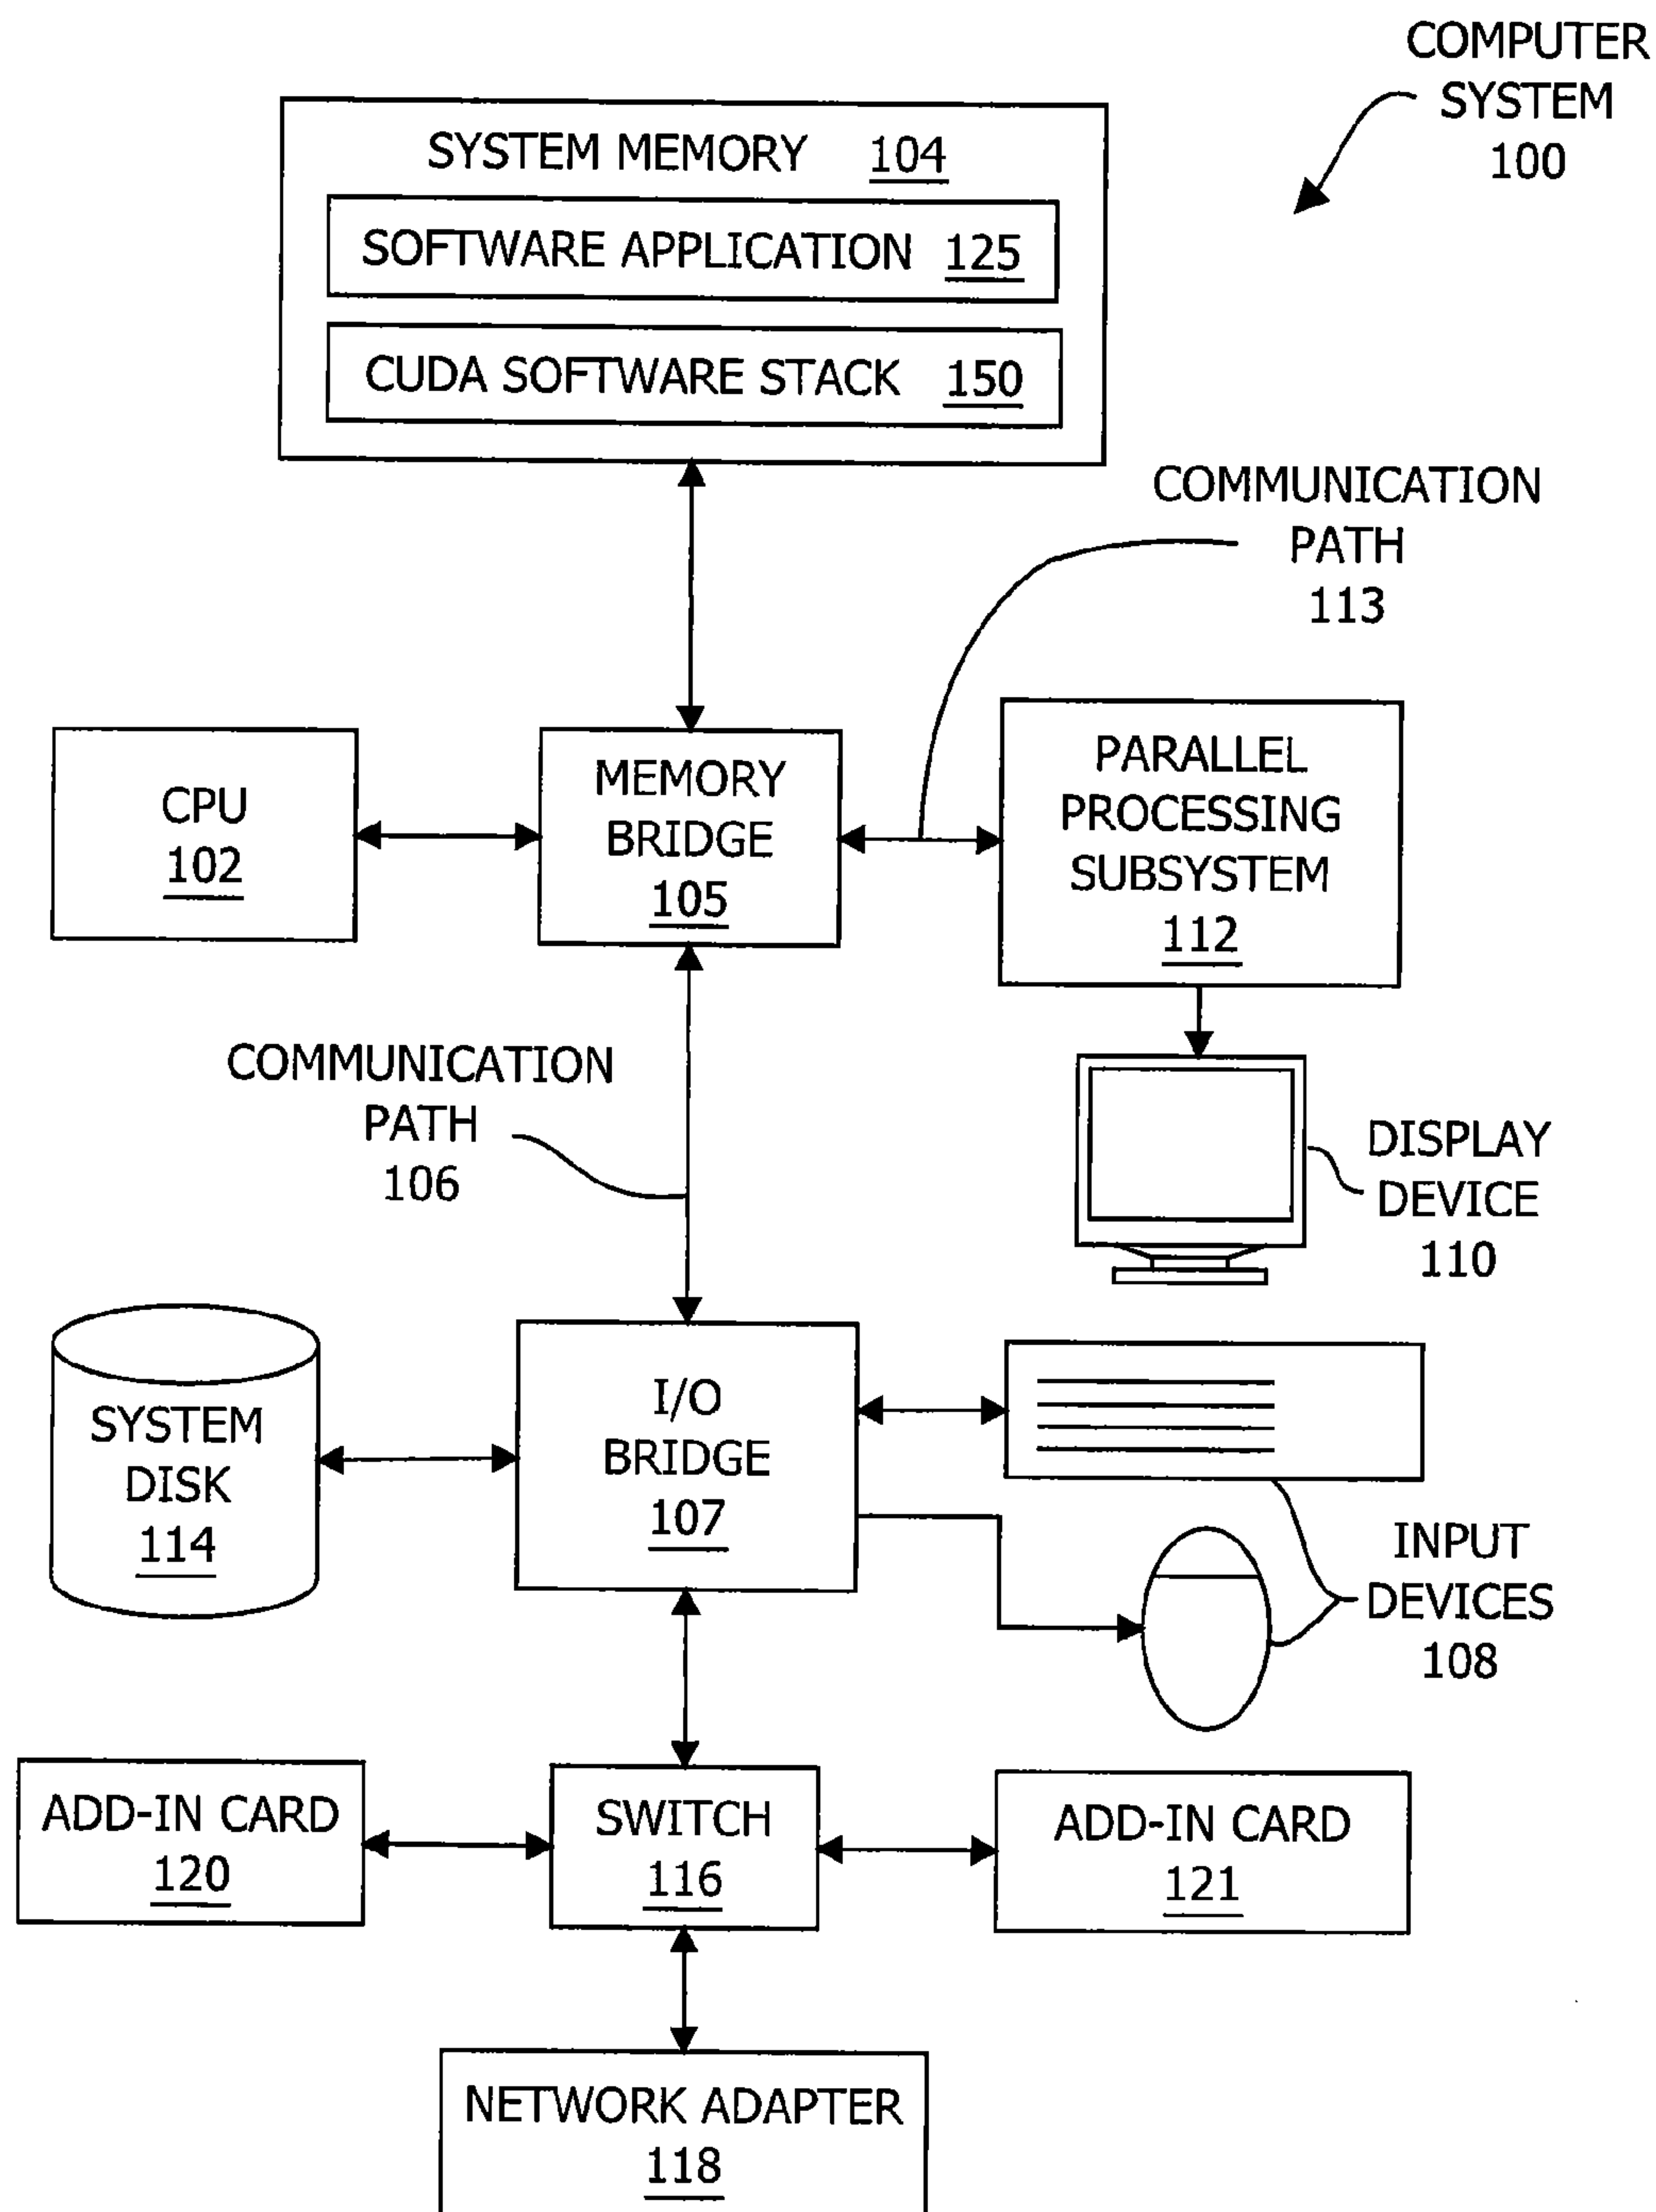 COMPUTER
SYSTEM
100
SYSTEM MEMORY 104
SOFTWARE APPLICATION 125
CUDA SOFTWARE STACK 150
COMMUNICATION
PATH
113
CPU
102
MEMORY
BRIDGE
105
PARALLEL
PROCESSING
SUBSYSTEM
112
COMMUNICATION
PATH
106
DISPLAY
DEVICE
110
SYSTEM
DISK
114
I/O
BRIDGE
107
INPUT
DEVICES
108
ADD-IN CARD
120
SWITCH
116
ADD-IN CARD
121
NETWORK ADAPTER
118